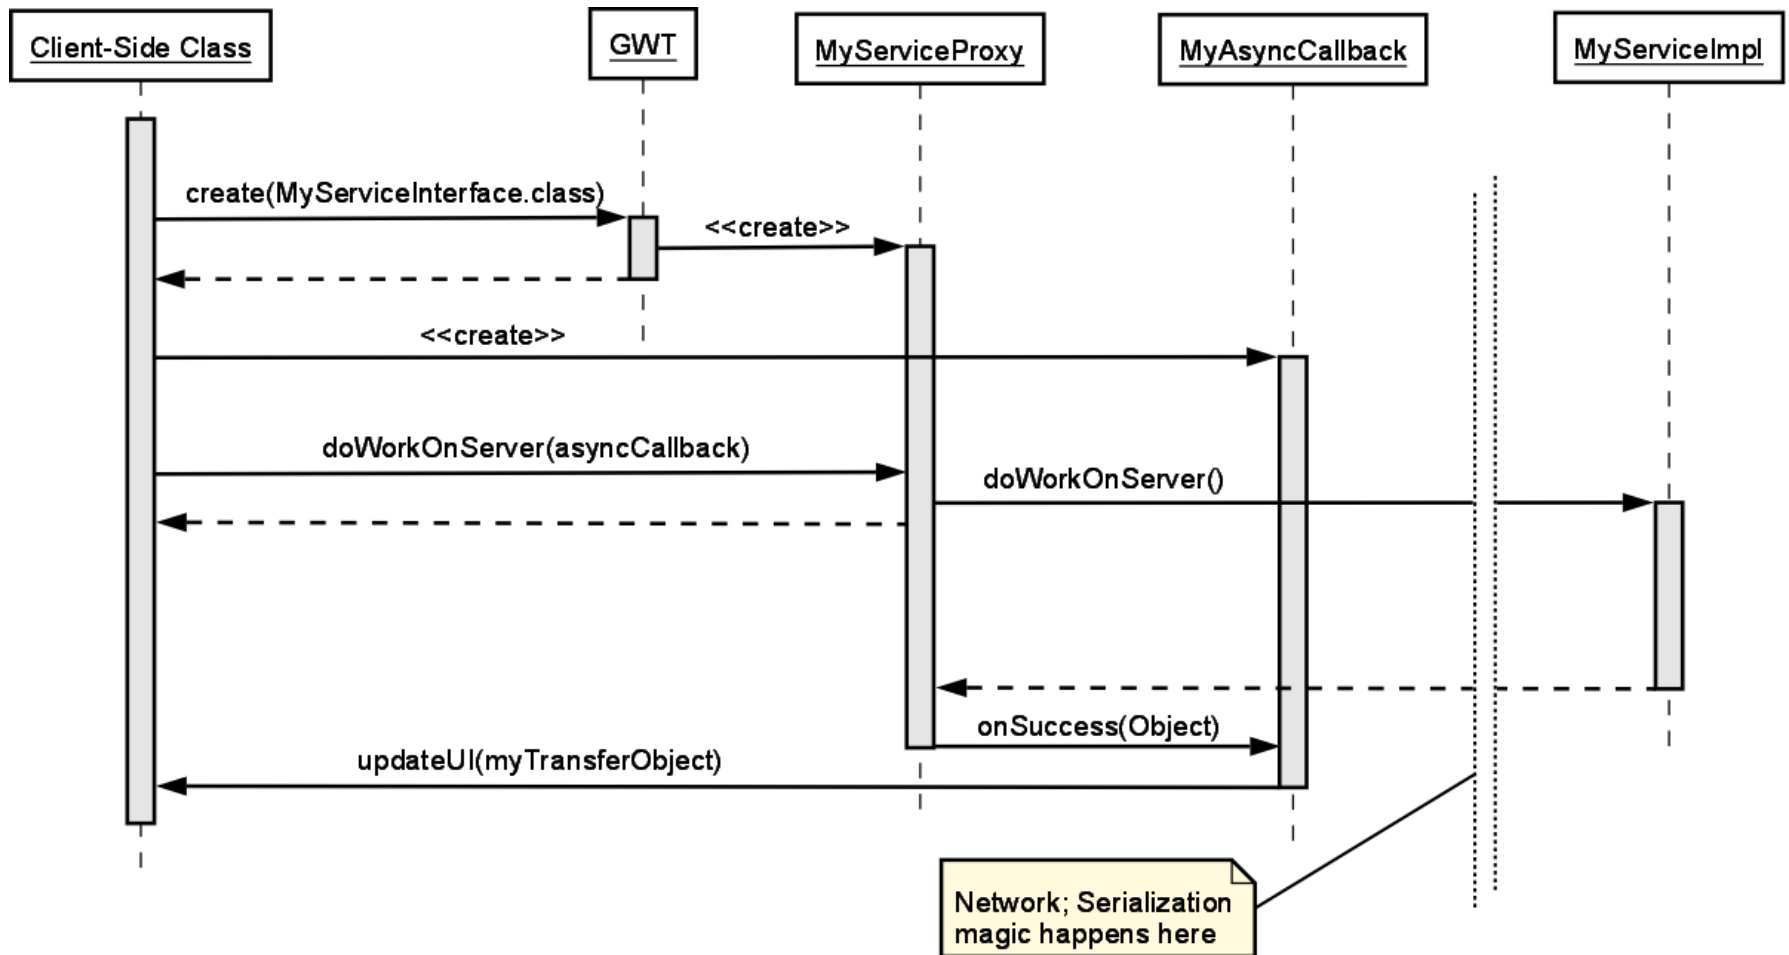 Client-Side Class
GWT
MyServiceProxy
MyAsyncCallback
MyServiceImpl
create(MyServiceInterface.class)
<<create>>
<<create>>
doWorkOnServer(asyncCallback)
doWorkOnServer()
onSuccess(Object)
updateUI(myTransferObject)
Network; Serialization
magic happens here